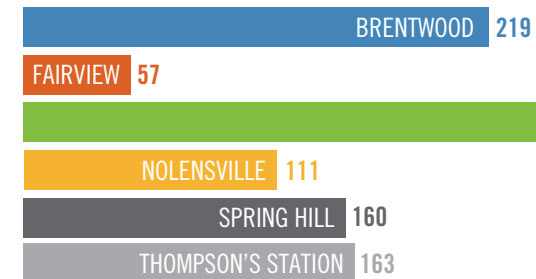 BRENTWOOD 219
FAIRVIEW 57
NOLENSVILLE 111
SPRING HILL 160
THOMPSON'S STATION 163